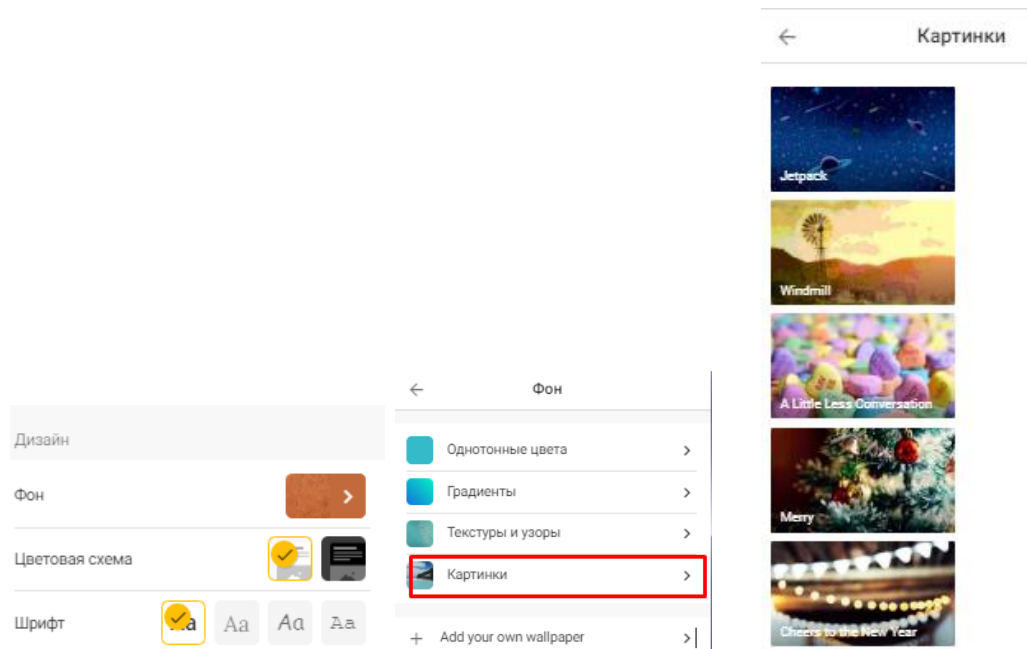 Дизайн
Фон
Цветовая схема
Шрифт
Aa
Aa
Aa
Фон
Однотонные цвета
Градиенты
Текстуры и узоры
Картинки
+ Add your own wallpaper
Картинки
Jetpack
Windmill
A Little Less Conversation
Merry
Cheers to the New Year